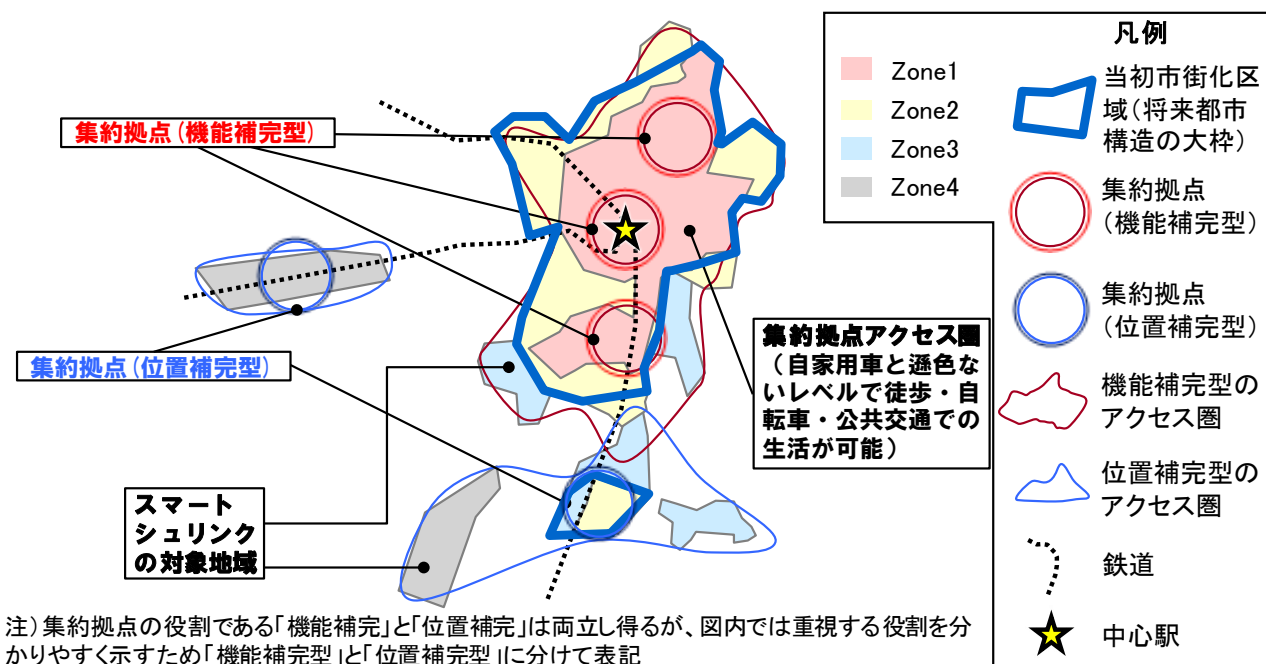 集約拠点(機能補完型)
集約拠点(位置補完型)
スマート
シュリンク
の対象地域
集約拠点アクセス圏
(自家用車と遜色な
いレベルで徒歩・自
転車・公共交通での
生活が可能)
凡例
Zone1
Zone2
Zone3
Zone4
当初市街化区
域(将来都市
構造の大枠)
集約拠点
(機能補完型)
集約拠点
(位置補完型)
機能補完型の
アクセス圏
位置補完型の
アクセス圏
鉄道
中心駅
注)集約拠点の役割である「機能補完」と「位置補完」は両立し得るが、図内では重視する役割を分
かりやすく示すため「機能補完型」と「位置補完型」に分けて表記